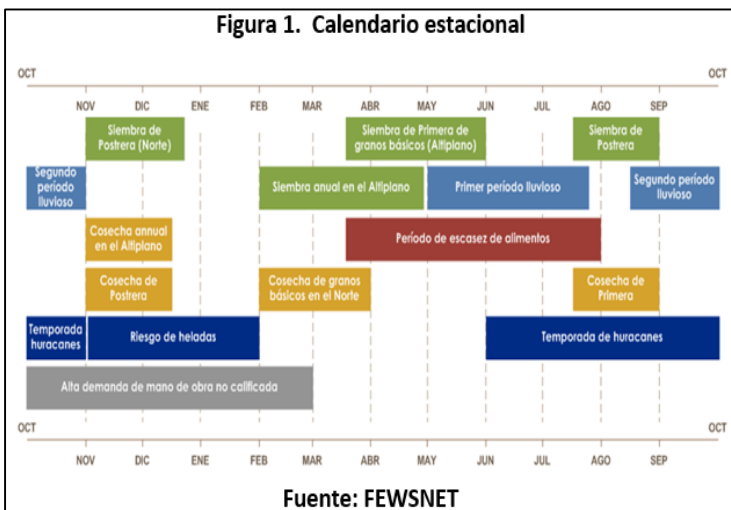 Figura 1. Calendario estacional
OCT OCT
NOV DIC ENE FEB MAR ABR MAY JUN JUL AGO SEP
Siembra de
Postrera (Norte)
Siembra de Primera de
granos básicos (Altiplano)
Siembra de
Postrera
Segundo
período
lluvioso
Siembra anual en el Altiplano
Primer período lluvioso
Segundo período
lluvioso
Cosecha annual
en el Altiplano
Período de escasez de alimentos
Cosecha de
Postrera
Cosecha de granos
básicos en el Norte
Cosecha de
Primera
Temporada
huracanes
Riesgo de heladas
Temporada de huracanes
Alta demanda de mano de obra no calificada
OCT OCT
NOV DIC ENE FEB MAR ABR MAY JUN JUL AGO SEP
Fuente: FEWSNET